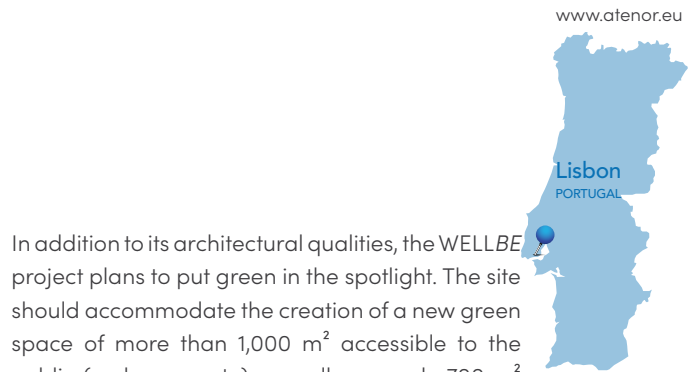 www.atenor.eu
Lisbon
PORTUGAL
In addition to its architectural qualities, the WELLBE
project plans to put green in the spotlight. The site
should accommodate the creation of a new green
space of more than 1,000 m² accessible to the